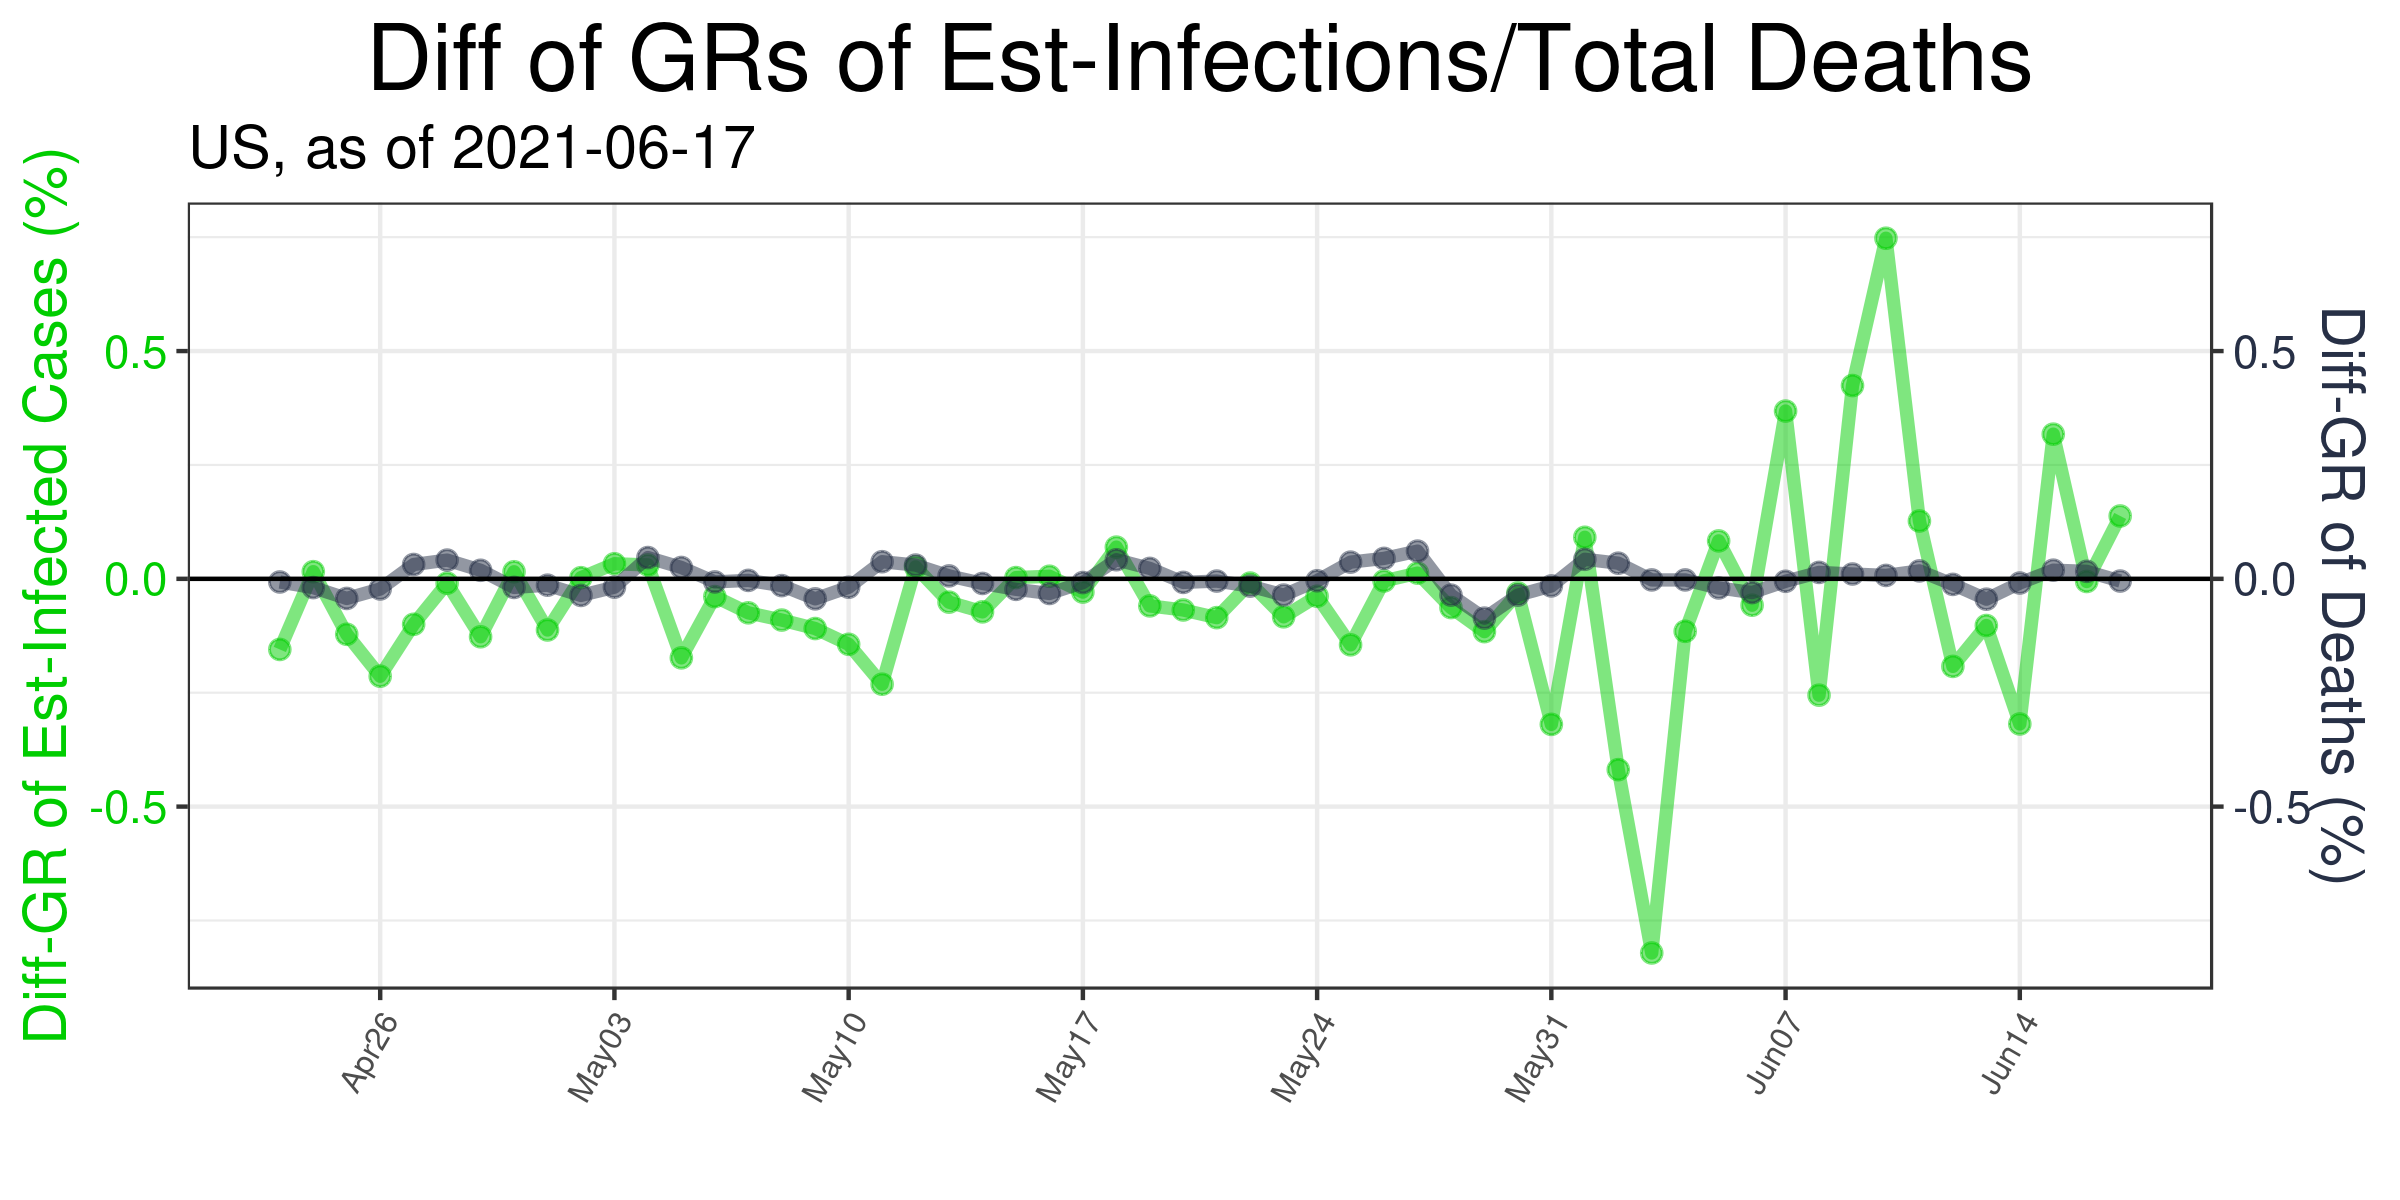 Diff of GRs of Est-Infections/Total Deaths
US, as of 2021-06-17
Diff-GR of Est-Infected Cases (%)
0.5
0.0
-0.5
0.5
0.0
-0.5
Diff-GR of Deaths (%)
Apr26
May03
May10
May17
May24
May31
Jun07
Jun14